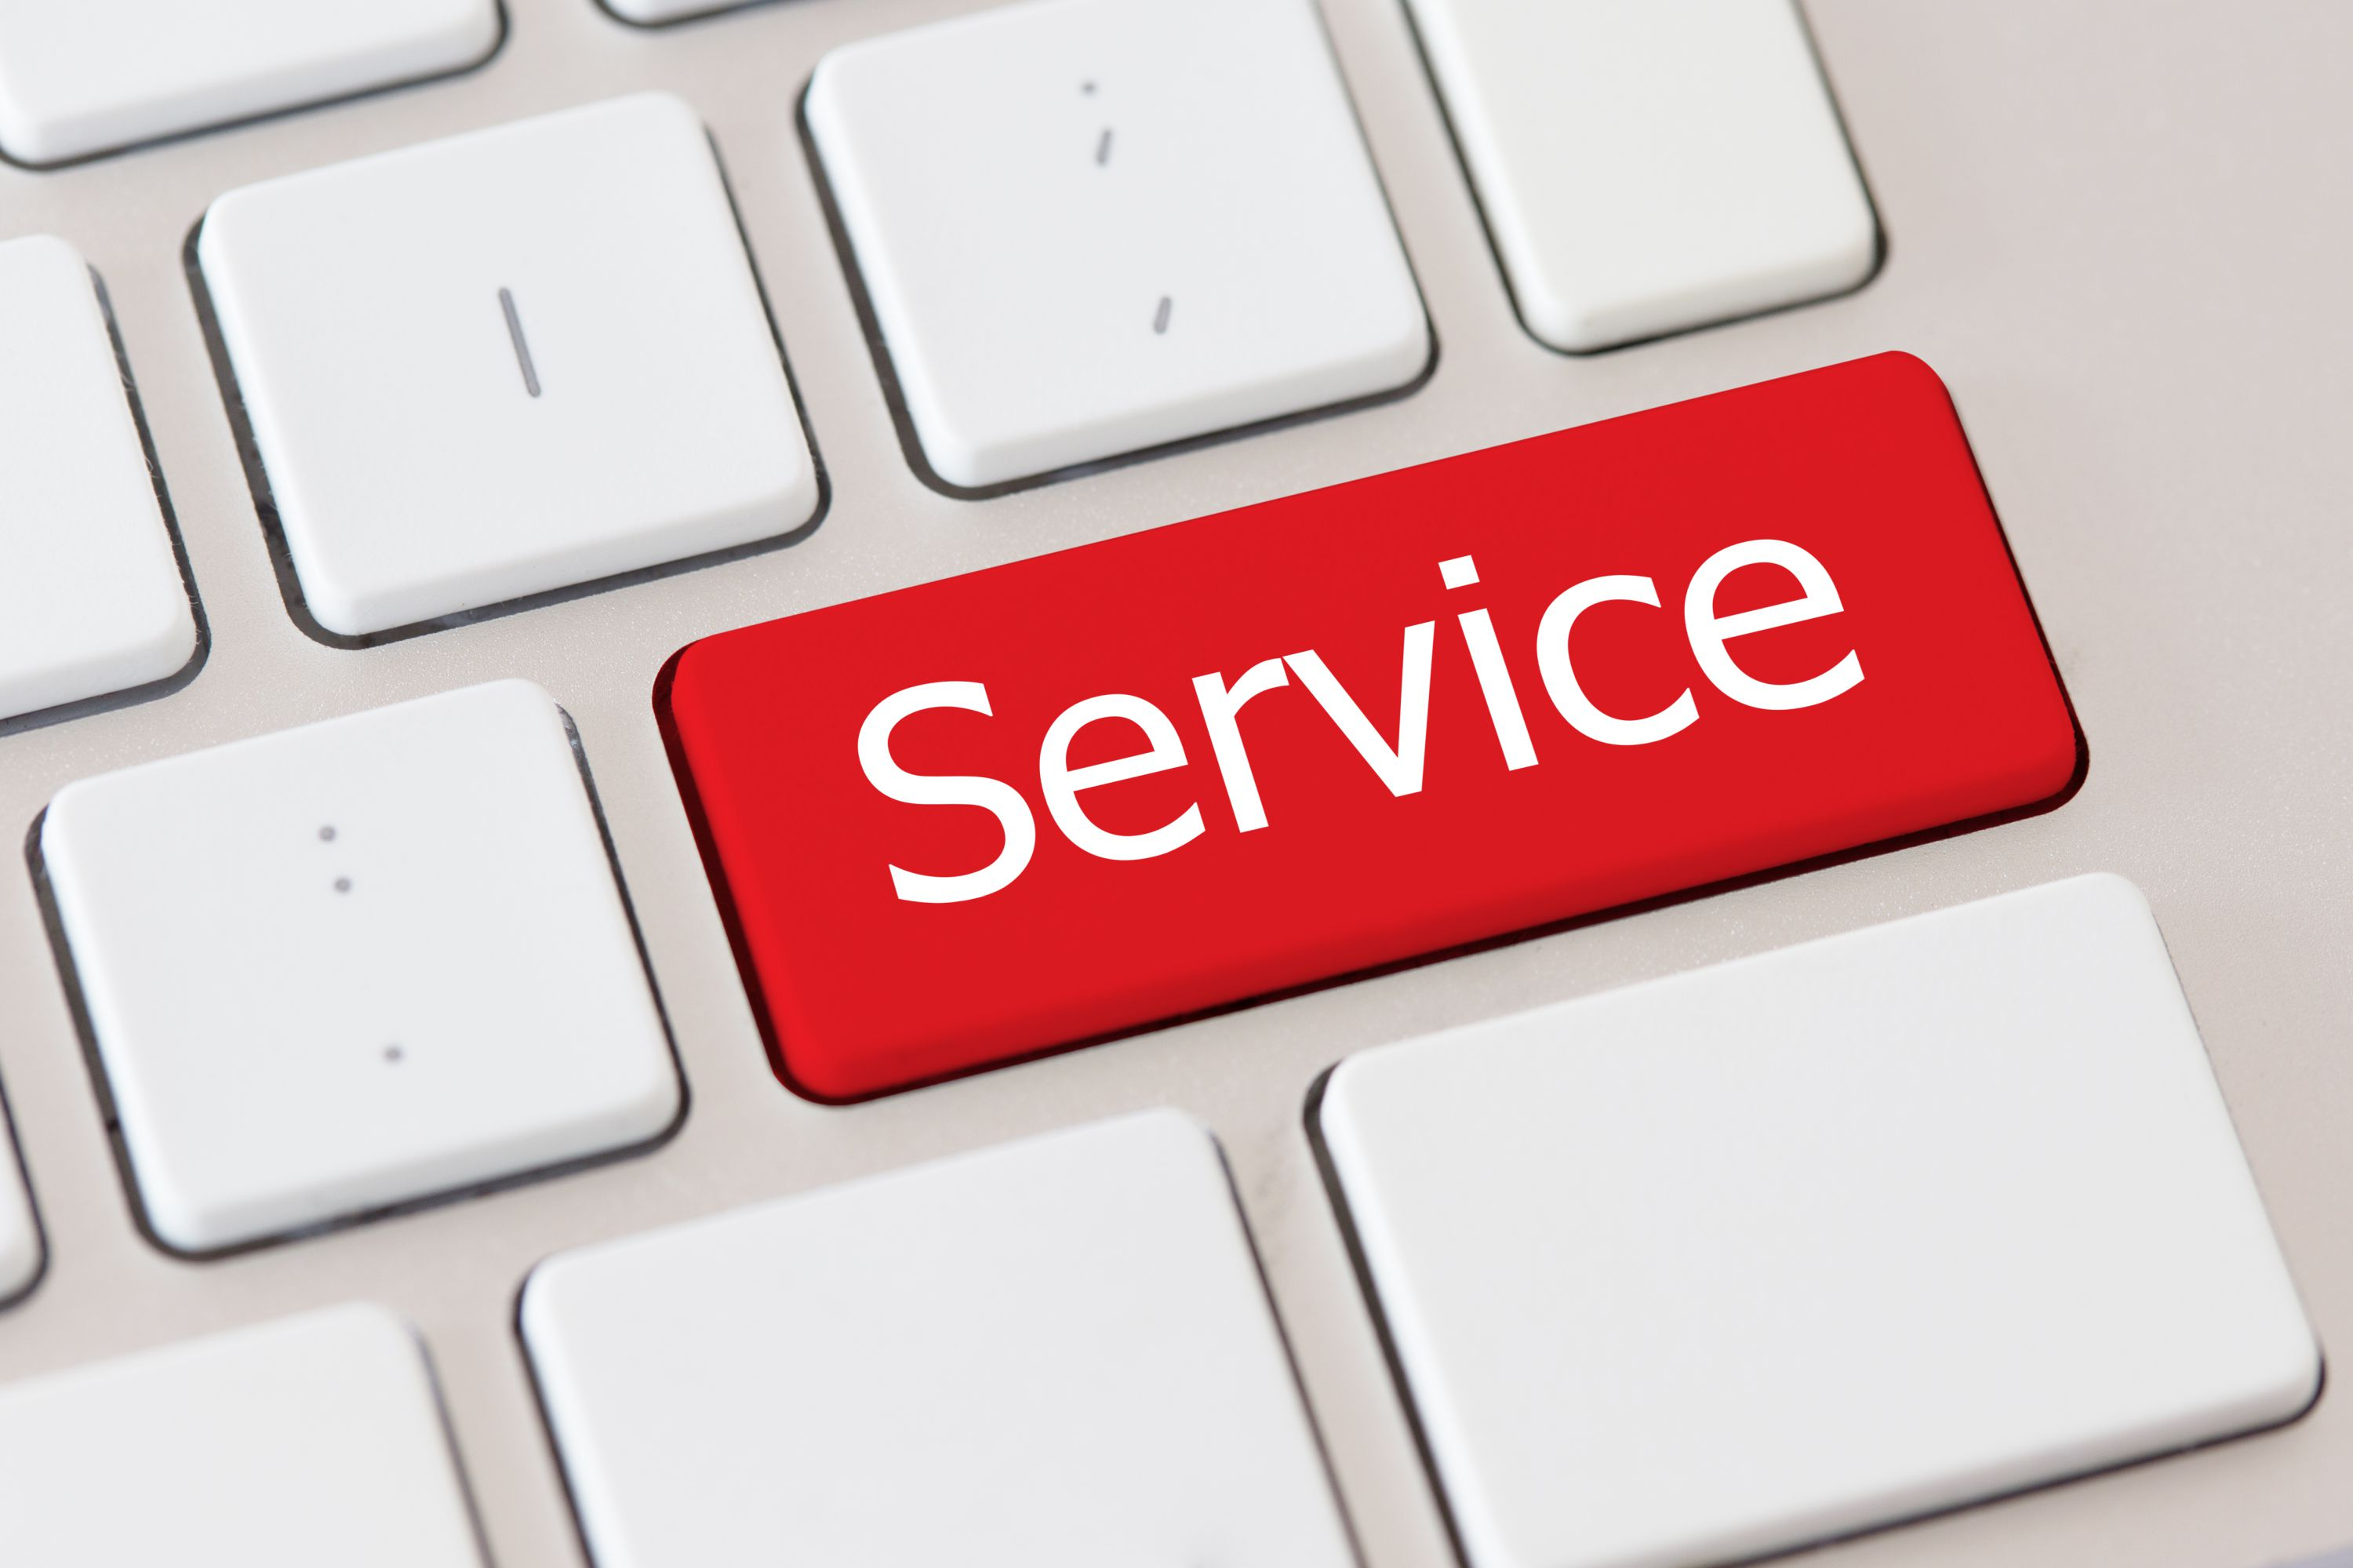 ;
,
:
.
Service